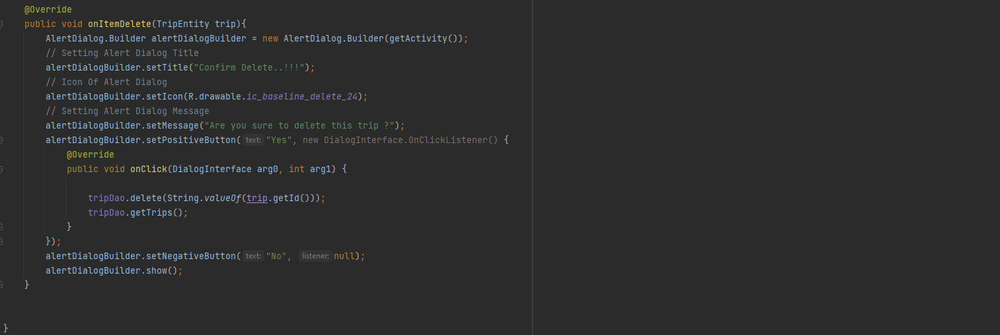 @Override
public void onItemDelete(TripEntity trip){
AlertDialog.Builder alertDialogBuilder = new AlertDialog.Builder(getActivity());
// Setting Alert Dialog Title
alertDialogBuilder.setTitle("Confirm Delete..!!!");
// Icon Of Alert Dialog
alertDialogBuilder.setIcon(R.drawable.ic_baseline_delete_24);
// Setting Alert Dialog Message
alertDialogBuilder.setMessage("Are you sure to delete this trip ?");
alertDialogBuilder.setPositiveButton( text: "Yes", new DialogInterface.OnClickListener() {
@Override
public void onClick(DialogInterface arg0, int arg1) {
tripDao.delete(String.valueOf(trip.getId()));
tripDao.getTrips();
}
});
alertDialogBuilder.setNegativeButton( text: "No", listener: null);
alertDialogBuilder.show();
}
}